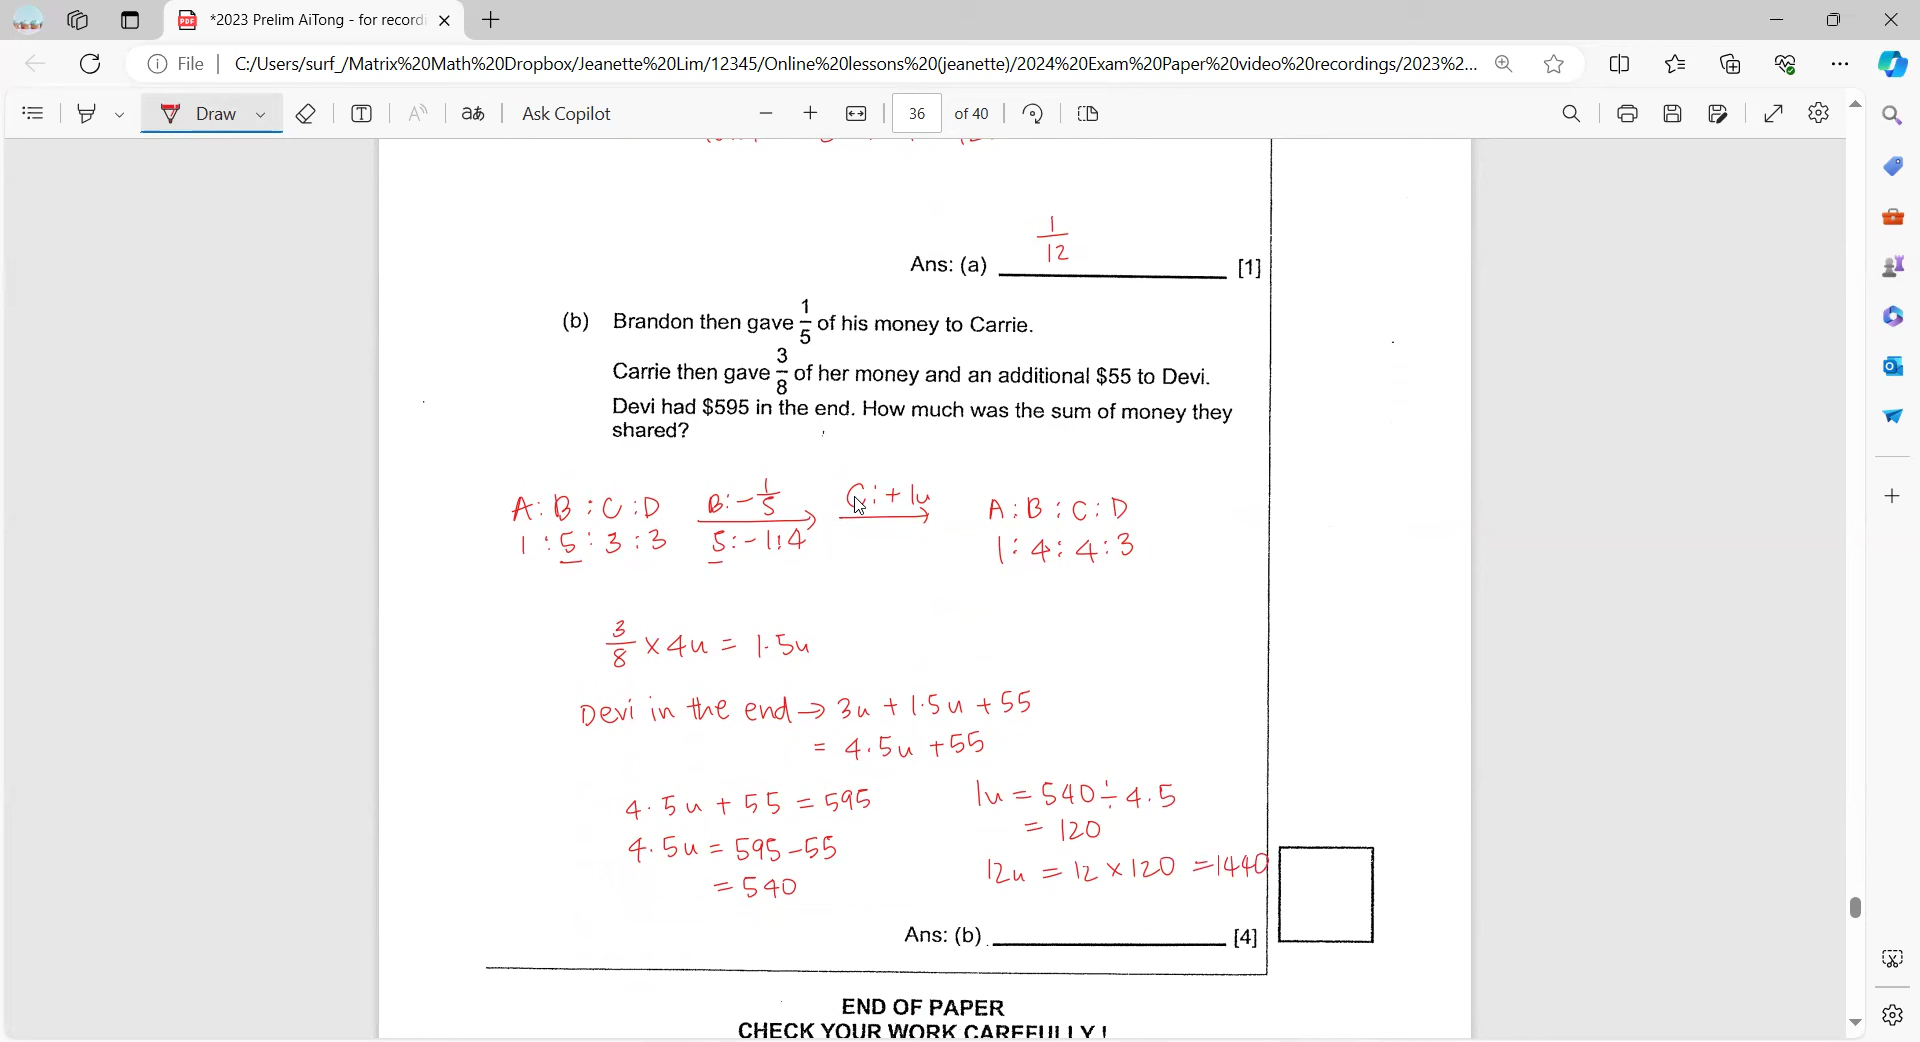 *2023 Prelim AiTong - for recordi
File
C:/Users/surf_/Matrix%20Math%20Dropbox/Jeanette%20Lim/12345/Online%20lessons%20(jeanette)/2024%20Exam%20Paper%20video%20recordings/2023%2...
Draw
Ask Copilot
36 of 40
1/12
Ans: (a) [1]
(b) Brandon then gave 1/5 of his money to Carrie.
Carrie then gave 3/8 of her money and an additional $55 to Devi.
Devi had $595 in the end. How much was the sum of money they
shared?
A:B:C:D B:-1/5 C:+1u A:B:C:D
1:5:3:3 5:-1:4 1:4:4:3
3/8 × 4u = 1.5u
Devi in the end → 3u + 1.5u + 55
= 4.5u + 55
4.5u + 55 = 595 1u = 540 ÷ 4.5
4.5u = 595 - 55 = 120
= 540 12u = 12 × 120 = 1440
Ans: (b) [4]
END OF PAPER
CHECK YOUR WORK CAREFULLY !